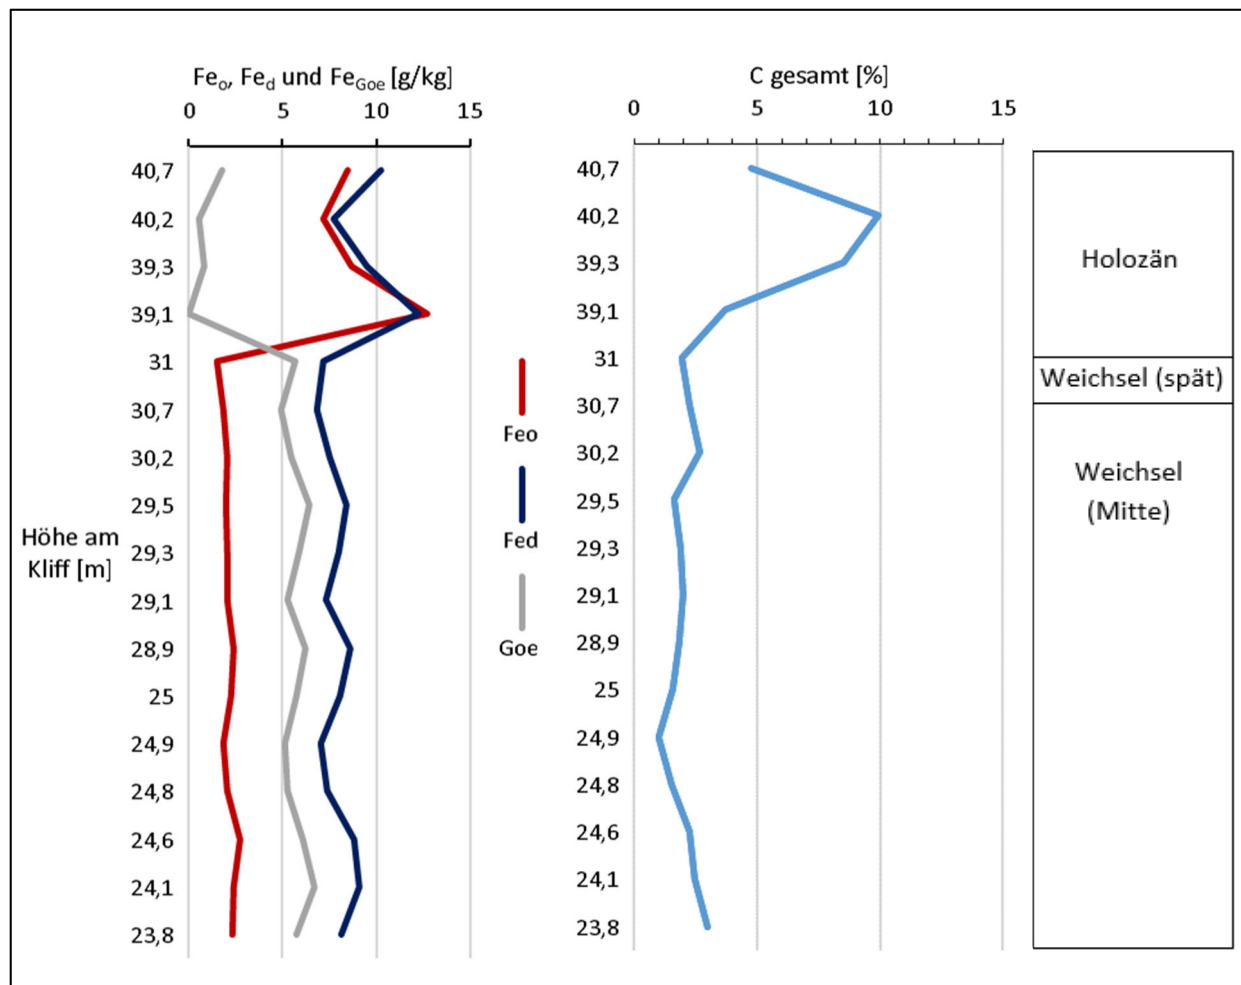 Feo, Fed und FeGoe [g/kg]
0 5 10 15
40,7
40,2
39,3
39,1
31
30,7
30,2
29,5
29,3
29,1
28,9
25
24,9
24,8
24,6
24,1
23,8
Höhe am
Kliff [m]
Feo
Fed
Goe
C gesamt [%]
0 5 10 15
40,7
40,2
39,3
39,1
31
30,7
30,2
29,5
29,3
29,1
28,9
25
24,9
24,8
24,6
24,1
23,8
Holozän
Weichsel (spät)
Weichsel
(Mitte)